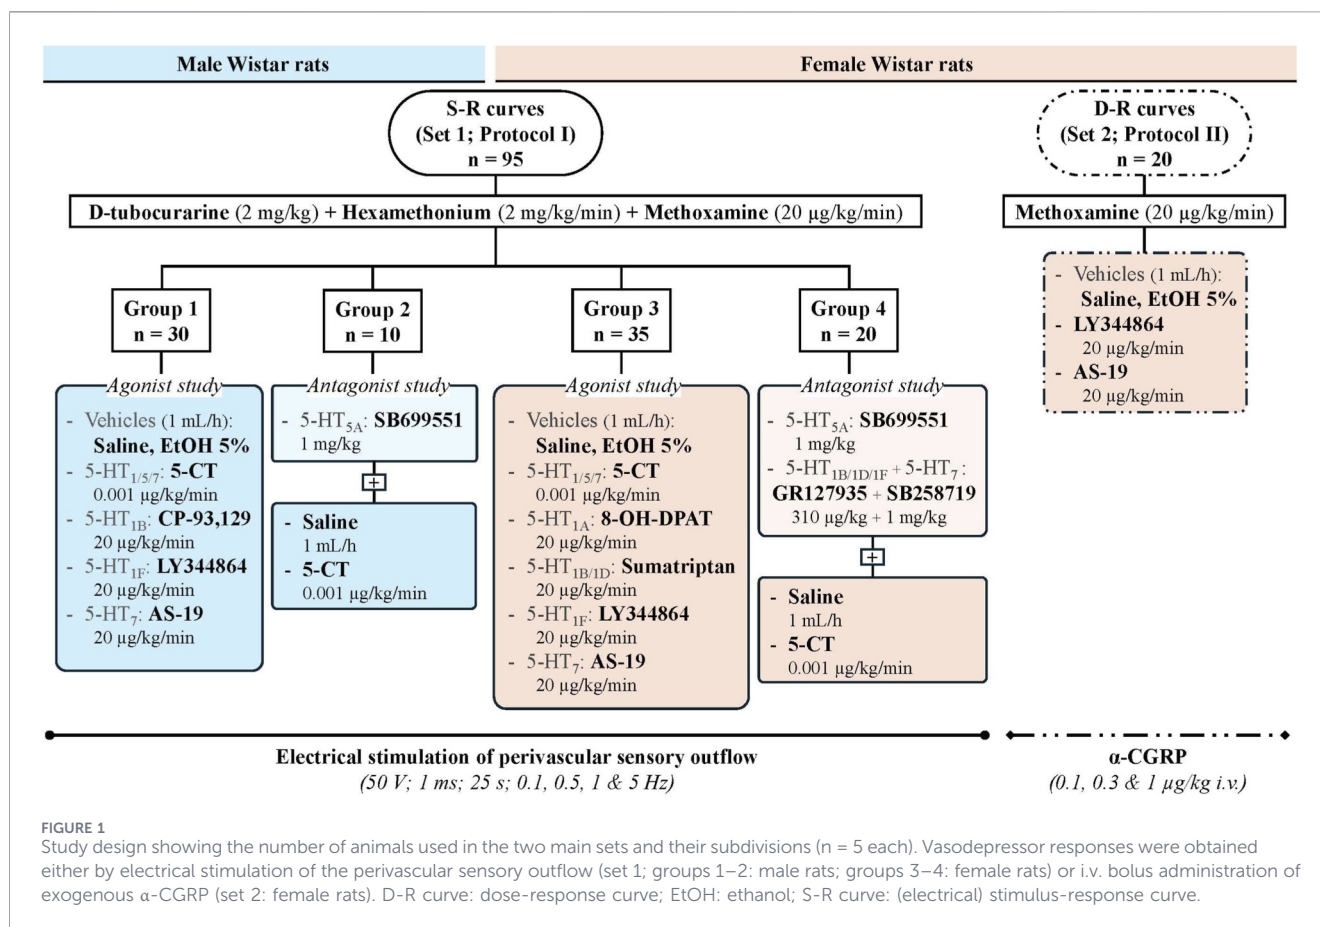 Male Wistar rats
Female Wistar rats
S-R curves
(Set 1; Protocol I)
n = 95
D-R curves
(Set 2; Protocol II)
n = 20
D-tubocurarine (2 mg/kg) + Hexamethonium (2 mg/kg/min) + Methoxamine (20 µg/kg/min)
Methoxamine (20 µg/kg/min)
Group 1
n = 30
Group 2
n = 10
Group 3
n = 35
Group 4
n = 20
Agonist study
- Vehicles (1 mL/h):
Saline, EtOH 5%
- 5-HT1/5/7: 5-CT
0.001 µg/kg/min
- 5-HT1B: CP-93,129
20 µg/kg/min
- 5-HT1F: LY344864
20 µg/kg/min
- 5-HT7: AS-19
20 µg/kg/min
Antagonist study
- 5-HT5A: SB699551
1 mg/kg
+
- Saline
1 mL/h
- 5-CT
0.001 µg/kg/min
Agonist study
- Vehicles (1 mL/h):
Saline, EtOH 5%
- 5-HT1/5/7: 5-CT
0.001 µg/kg/min
- 5-HT1A: 8-OH-DPAT
20 µg/kg/min
- 5-HT1B/1D: Sumatriptan
20 µg/kg/min
- 5-HT1F: LY344864
20 µg/kg/min
- 5-HT7: AS-19
20 µg/kg/min
Antagonist study
- 5-HT5A: SB699551
1 mg/kg
- 5-HT1B/1D/1F + 5-HT7 :
GR127935 + SB258719
310 µg/kg + 1 mg/kg
+
- Saline
1 mL/h
- 5-CT
0.001 µg/kg/min
- Vehicles (1 mL/h):
Saline, EtOH 5%
- LY344864
20 µg/kg/min
- AS-19
20 µg/kg/min
Electrical stimulation of perivascular sensory outflow
(50 V; 1 ms; 25 s; 0.1, 0.5, 1 & 5 Hz)
α-CGRP
(0.1, 0.3 & 1 µg/kg i.v.)
FIGURE 1
Study design showing the number of animals used in the two main sets and their subdivisions (n = 5 each). Vasodepressor responses were obtained
either by electrical stimulation of the perivascular sensory outflow (set 1; groups 1–2: male rats; groups 3–4: female rats) or i.v. bolus administration of
exogenous α-CGRP (set 2: female rats). D-R curve: dose-response curve; EtOH: ethanol; S-R curve: (electrical) stimulus-response curve.